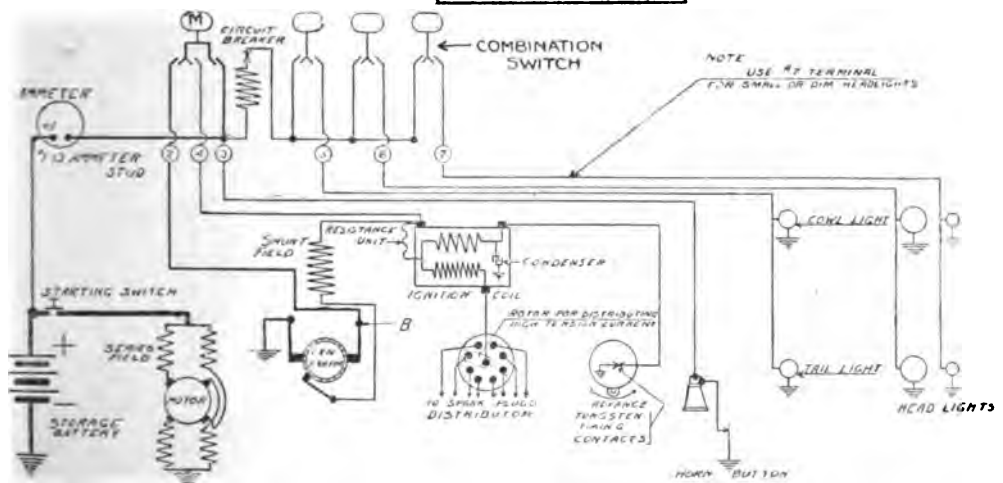 M
CIRCUIT
BREAKER
COMBINATION
SWITCH
NOTE
USE #7 TERMINAL
FOR SMALL OR DIM HEADLIGHTS
AMMETER
#1 IS AMMETER
STUD
2
4
3
5
6
7
SHUNT
FIELD
RESISTANCE
UNIT
CONDENSER
IGNITION COIL
COWL LIGHT
STARTING SWITCH
+
SERIES
FIELD
MOTOR
-
STORAGE
BATTERY
B
ROTOR FOR DISTRIBUTING
HIGH TENSION CURRENT
TO SPARK PLUGS
DISTRIBUTOR
ADVANCE
TUNGSTEN
TIMING
CONTACTS
TAIL LIGHT
HEAD LIGHTS
HORN BUTTON